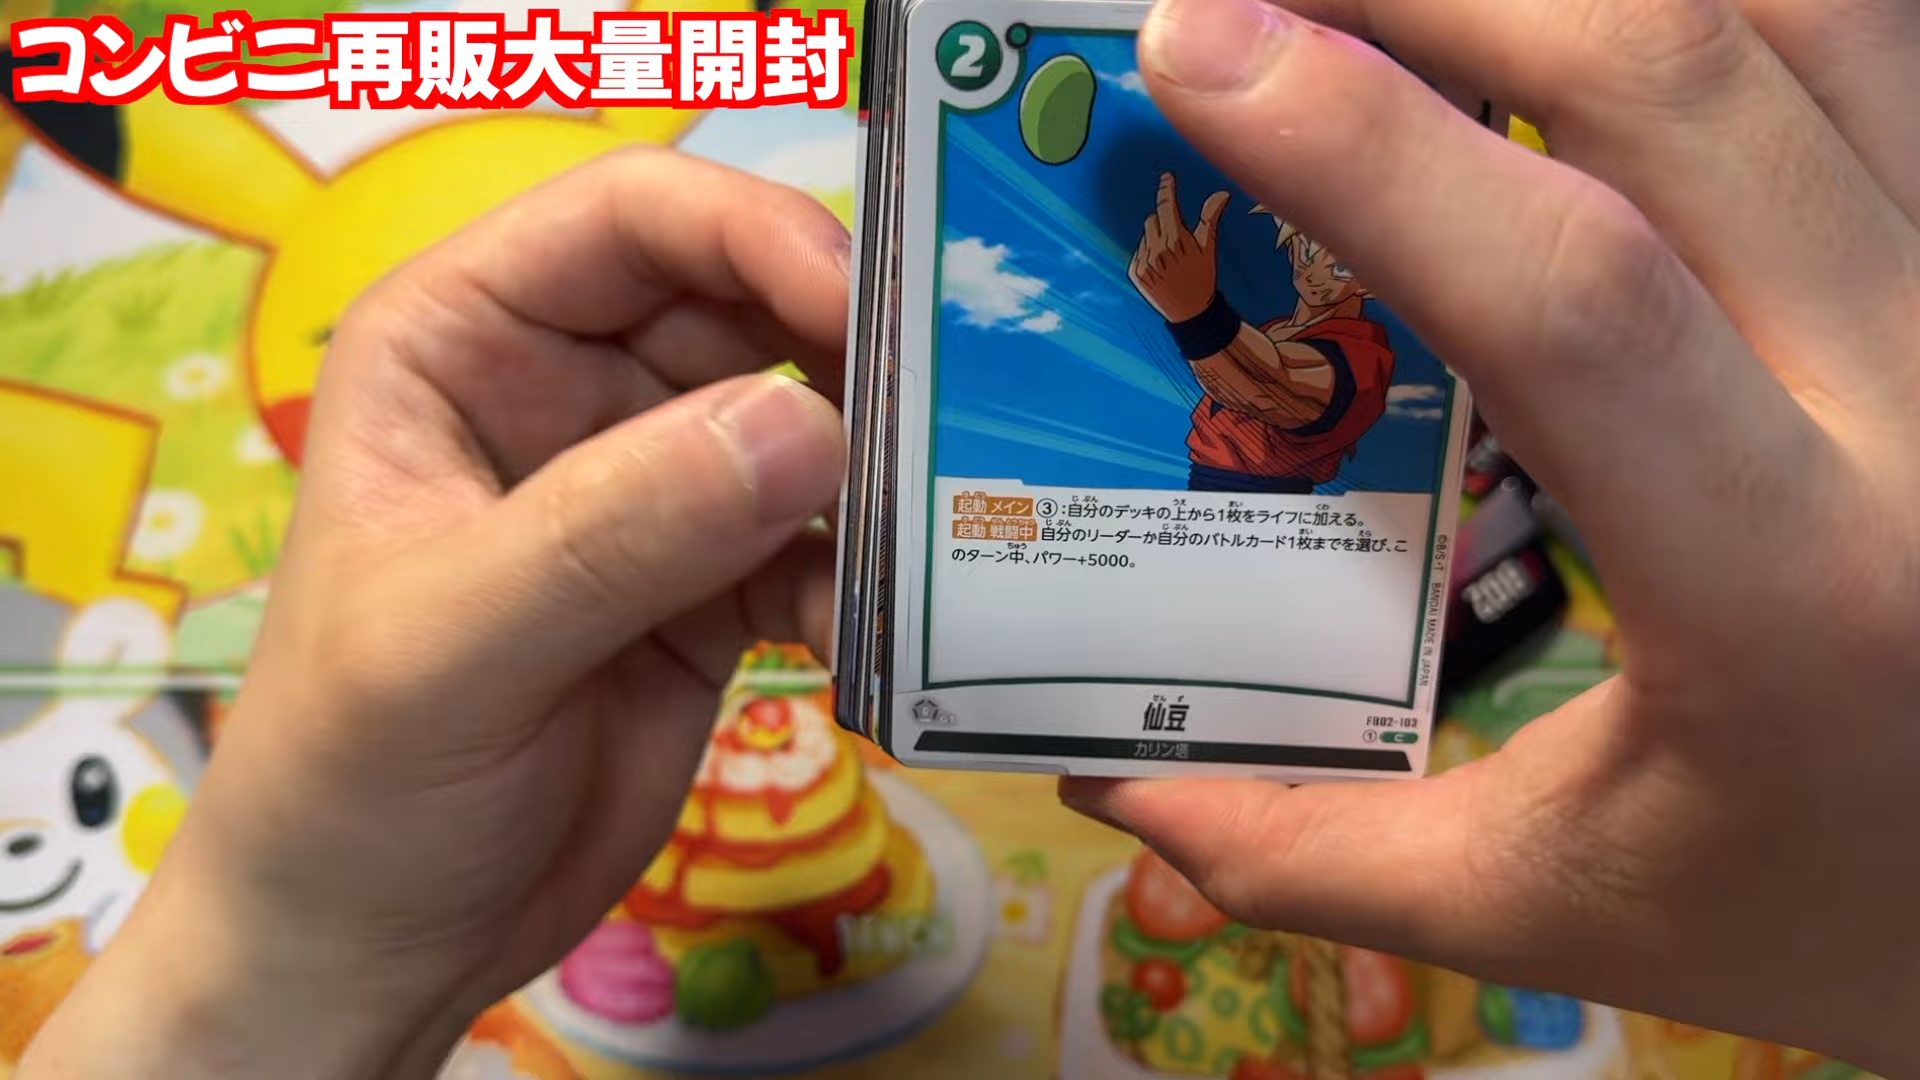 コンビニ再販大量開封
2
起動 メイン ③:自分のデッキの上から1枚をライフに加える。
起動 戦闘中 自分のリーダーか自分のバトルカード1枚までを選び、こ
のターン中、パワー+5000。
©B/S・T BANDAI MADE IN JAPAN
仙豆
FB02-103
① C
カリン塔